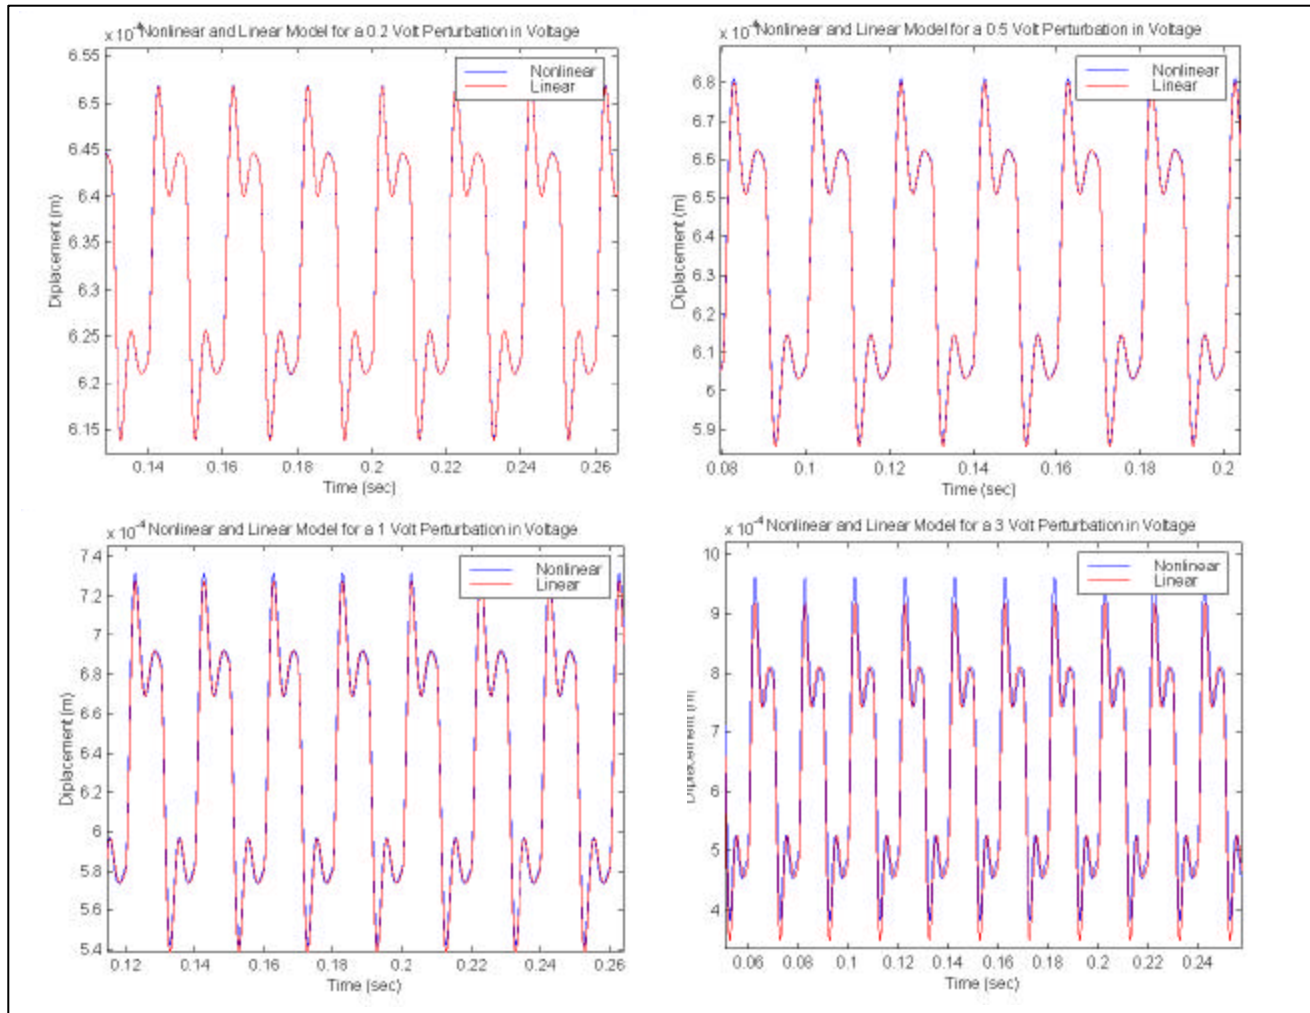 x 10⁻⁴ Nonlinear and Linear Model for a 0.2 Volt Perturbation in Voltage
Nonlinear
Linear
6.55
6.5
6.45
6.4
6.35
6.3
6.25
6.2
6.15
Diplacement (m)
0.14 0.16 0.18 0.2 0.22 0.24 0.26
Time (sec)
x 10⁻⁴ Nonlinear and Linear Model for a 0.5 Volt Perturbation in Voltage
Nonlinear
Linear
6.8
6.7
6.6
6.5
6.4
6.3
6.2
6.1
6
5.9
Diplacement (m)
0.08 0.1 0.12 0.14 0.16 0.18 0.2
Time (sec)
x 10⁻⁴ Nonlinear and Linear Model for a 1 Volt Perturbation in Voltage
Nonlinear
Linear
7.4
7.2
7
6.8
6.6
6.4
6.2
6
5.8
5.6
5.4
Diplacement (m)
0.12 0.14 0.16 0.18 0.2 0.22 0.24 0.26
Time (sec)
x 10⁻⁴ Nonlinear and Linear Model for a 3 Volt Perturbation in Voltage
Nonlinear
Linear
10
9
8
7
6
5
4
Diplacement (m)
0.06 0.08 0.1 0.12 0.14 0.16 0.18 0.2 0.22 0.24
Time (sec)